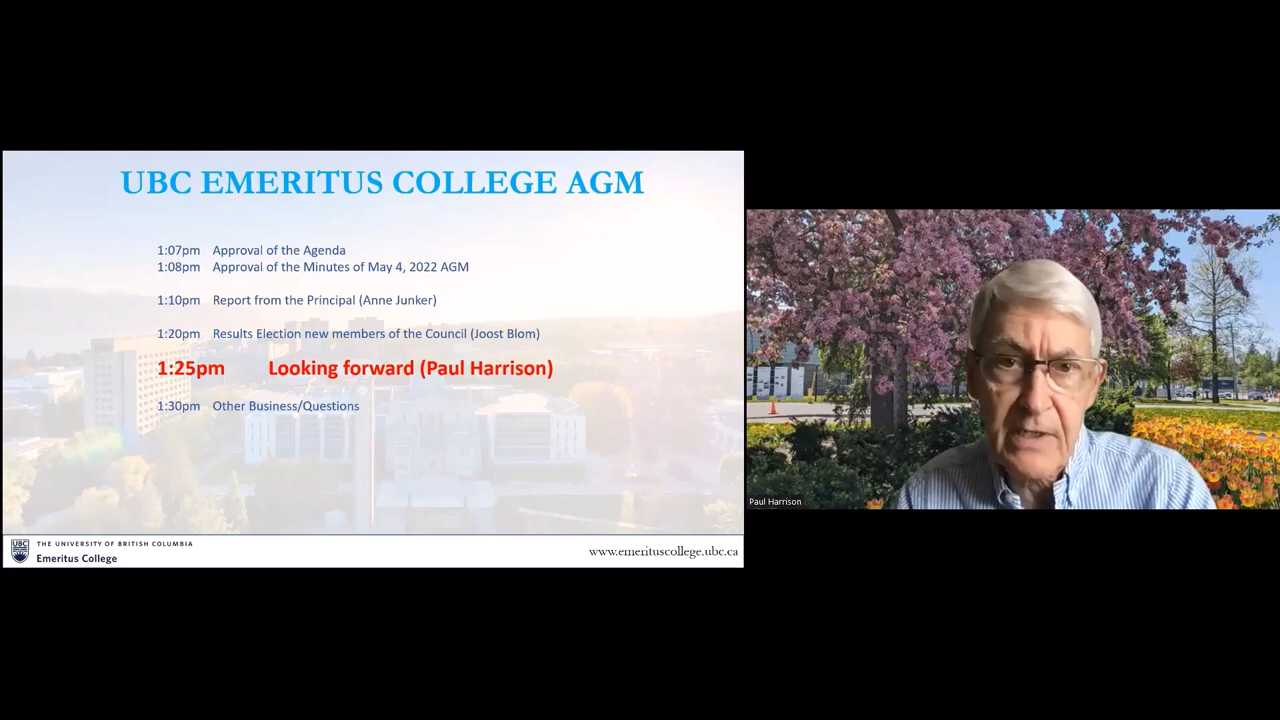 UBC EMERITUS COLLEGE AGM
1:07pm Approval of the Agenda
1:08pm Approval of the Minutes of May 4, 2022 AGM
1:10pm Report from the Principal (Anne Junker)
1:20pm Results Election new members of the Council (Joost Blom)
1:25pm Looking forward (Paul Harrison)
1:30pm Other Business/Questions
UBC
THE UNIVERSITY OF BRITISH COLUMBIA
Emeritus College
www.emerituscollege.ubc.ca
Paul Harrison